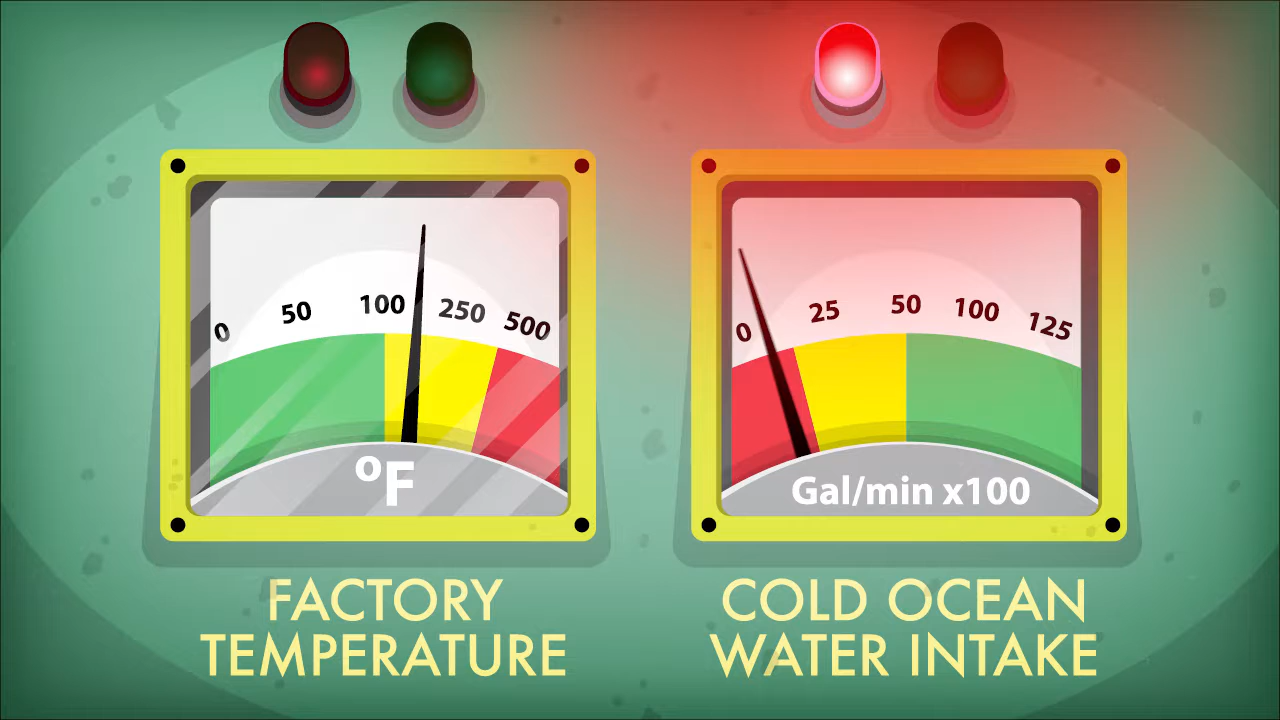 0 50 100 250 500
ºF
FACTORY
TEMPERATURE
0 25 50 100 125
Gal/min x100
COLD OCEAN
WATER INTAKE